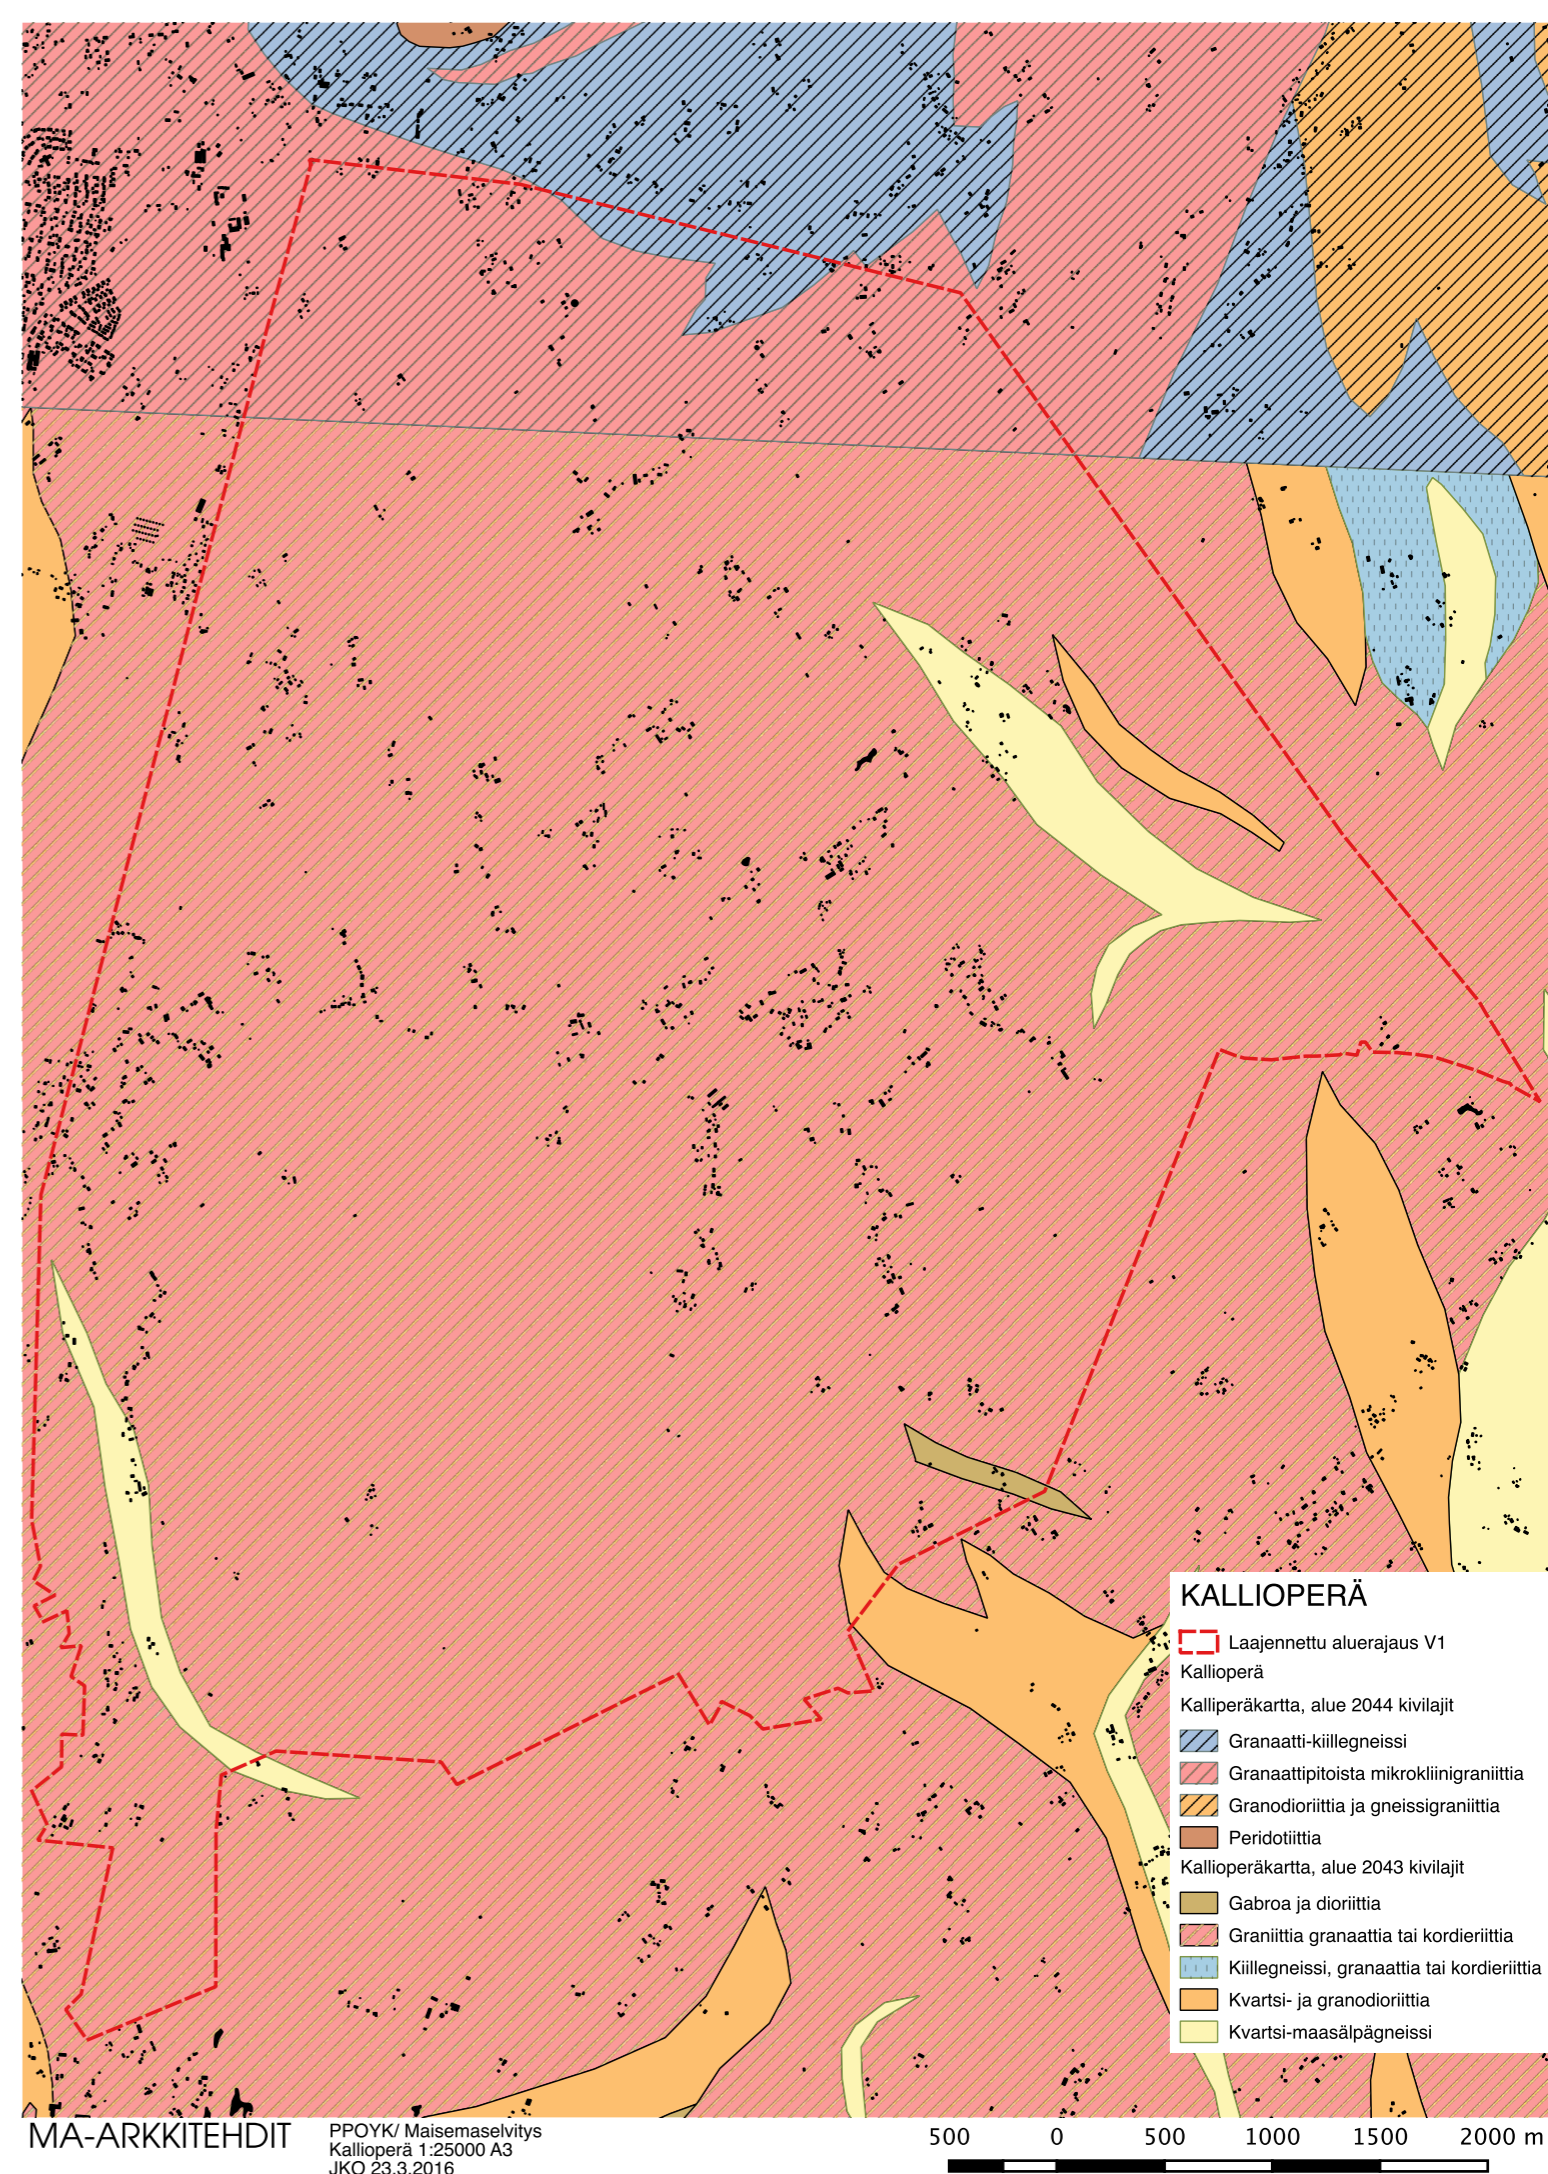 KALLIOPERÄ
Laajennettu aluerajaus V1
Kallioperä
Kalliperäkartta, alue 2044 kivilajit
Granaatti-kiillegneissi
Granaattipitoista mikrokliinigraniittia
Granodioriittia ja gneissigraniittia
Peridotiittia
Kallioperäkartta, alue 2043 kivilajit
Gabroa ja dioriittia
Graniittia granaattia tai kordieriittia
Kiillegneissi, granaattia tai kordieriittia
Kvartsi- ja granodioriittia
Kvartsi-maasälpägneissi
MA-ARKKITEHDIT
PPOYK/ Maisemaselvitys
Kallioperä 1:25000 A3
JKO 23.3.2016
500 0 500 1000 1500 2000 m